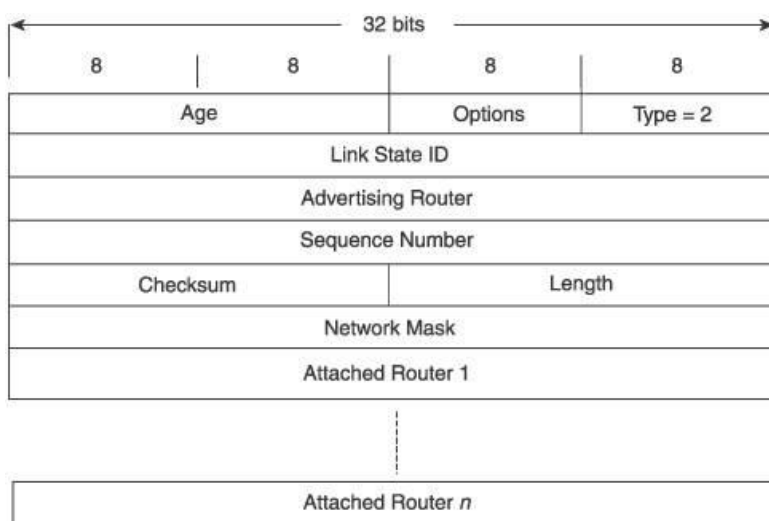 32 bits
8 8 8 8
Age Options Type = 2
Link State ID
Advertising Router
Sequence Number
Checksum Length
Network Mask
Attached Router 1
Attached Router n